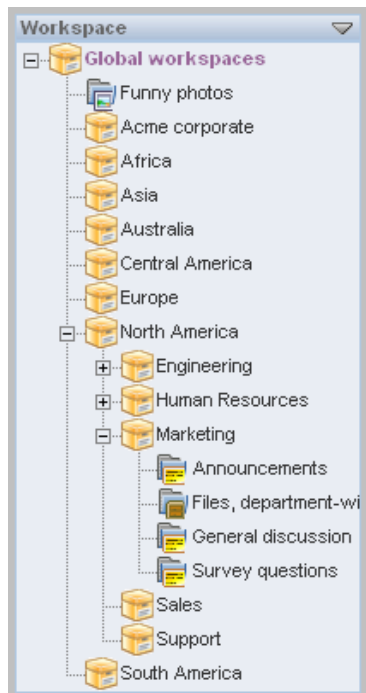 Workspace
Global workspaces
Funny photos
Acme corporate
Africa
Asia
Australia
Central America
Europe
North America
Engineering
Human Resources
Marketing
Announcements
Files, department-wi
General discussion
Survey questions
Sales
Support
South America